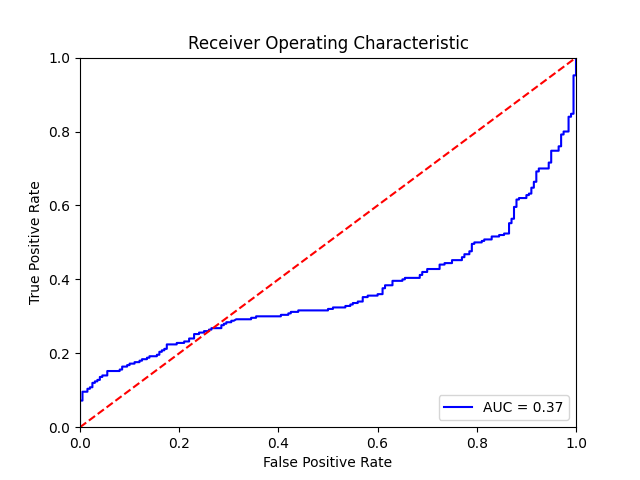 Receiver Operating Characteristic
True Positive Rate
1.0
0.8
0.6
0.4
0.2
0.0
AUC = 0.37
0.0 0.2 0.4 0.6 0.8 1.0
False Positive Rate